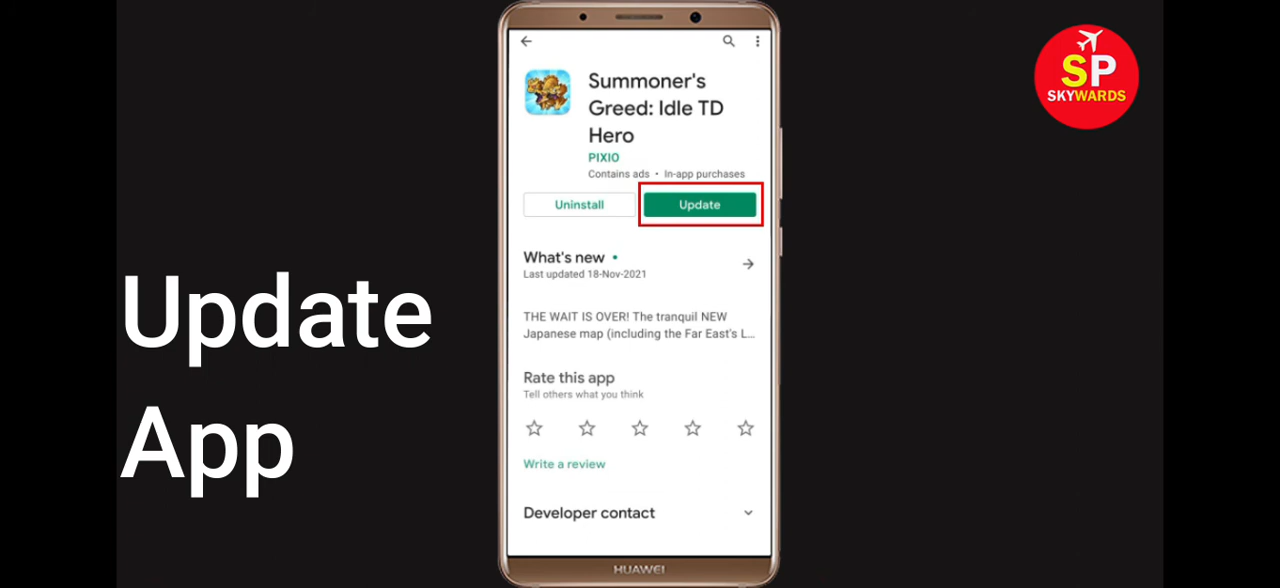 SP
SKYWARDS
Summoner's
Greed: Idle TD
Hero
PIXIO
Contains ads • In-app purchases
Uninstall
Update
What's new •
Last updated 18-Nov-2021
THE WAIT IS OVER! The tranquil NEW
Japanese map (including the Far East's L...
Rate this app
Tell others what you think
Write a review
Developer contact
HUAWEI
Update
App